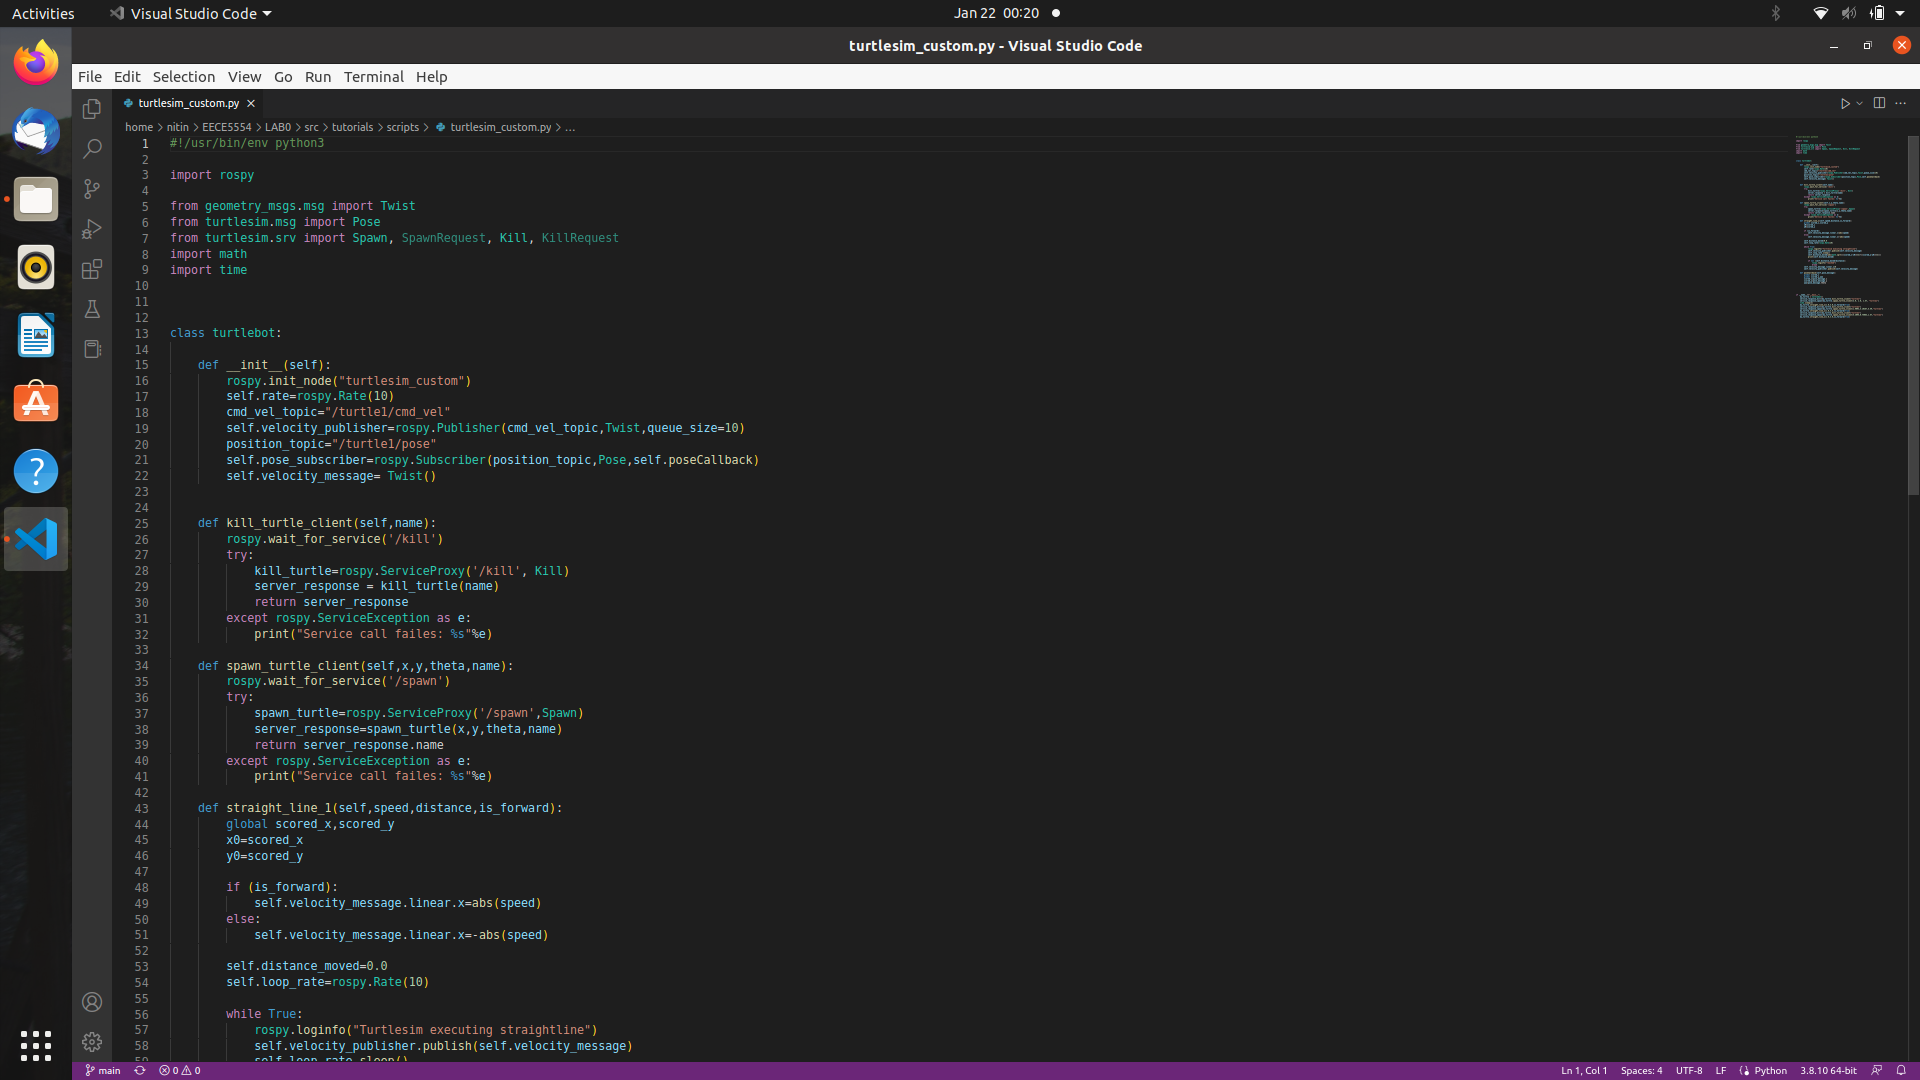 Activities
Visual Studio Code
Jan 22 00:20
turtlesim_custom.py - Visual Studio Code
File Edit Selection View Go Run Terminal Help
turtlesim_custom.py
home > nitin > EECE5554 > LAB0 > src > tutorials > scripts > turtlesim_custom.py > ...
1 #!/usr/bin/env python3
2
3 import rospy
4
5 from geometry_msgs.msg import Twist
6 from turtlesim.msg import Pose
7 from turtlesim.srv import Spawn, SpawnRequest, Kill, KillRequest
8 import math
9 import time
10
11
12
13 class turtlebot:
14
15     def __init__(self):
16         rospy.init_node("turtlesim_custom")
17         self.rate=rospy.Rate(10)
18         cmd_vel_topic="/turtle1/cmd_vel"
19         self.velocity_publisher=rospy.Publisher(cmd_vel_topic,Twist,queue_size=10)
20         position_topic="/turtle1/pose"
21         self.pose_subscriber=rospy.Subscriber(position_topic,Pose,self.poseCallback)
22         self.velocity_message= Twist()
23
24
25     def kill_turtle_client(self,name):
26         rospy.wait_for_service('/kill')
27         try:
28             kill_turtle=rospy.ServiceProxy('/kill', Kill)
29             server_response = kill_turtle(name)
30             return server_response
31         except rospy.ServiceException as e:
32             print("Service call failes: %s"%e)
33
34     def spawn_turtle_client(self,x,y,theta,name):
35         rospy.wait_for_service('/spawn')
36         try:
37             spawn_turtle=rospy.ServiceProxy('/spawn',Spawn)
38             server_response=spawn_turtle(x,y,theta,name)
39             return server_response.name
40         except rospy.ServiceException as e:
41             print("Service call failes: %s"%e)
42
43     def straight_line_1(self,speed,distance,is_forward):
44         global scored_x,scored_y
45         x0=scored_x
46         y0=scored_y
47
48         if (is_forward):
49             self.velocity_message.linear.x=abs(speed)
50         else:
51             self.velocity_message.linear.x=-abs(speed)
52
53         self.distance_moved=0.0
54         self.loop_rate=rospy.Rate(10)
55
56         while True:
57             rospy.loginfo("Turtlesim executing straightline")
58             self.velocity_publisher.publish(self.velocity_message)
59             self.loop_rate.sleep()
main 0 0 Ln 1, Col 1 Spaces: 4 UTF-8 LF Python 3.8.10 64-bit